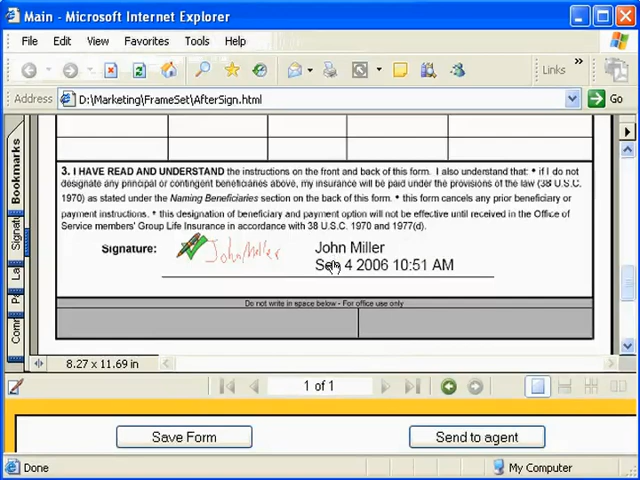 Main - Microsoft Internet Explorer
File Edit View Favorites Tools Help
Links »
Address D:\Marketing\FrameSet\AfterSign.html Go
Bookmarks
Signatu
La
P
Comm
3. I HAVE READ AND UNDERSTAND the instructions on the front and back of this form. I also understand that: • if I do not
designate any principal or contingent beneficiaries above, my insurance will be paid under the provisions of the law (38 U.S.C.
1970) as stated under the Naming Beneficiaries section on the back of this form. • this form cancels any prior beneficiary or
payment instructions. • this designation of beneficiary and payment option will not be effective until received in the Office of
Service members' Group Life Insurance in accordance with 38 U.S.C. 1970 and 1977(d).
Signature: John Miller John Miller
Sep 4 2006 10:51 AM
Do not write in space below - For office use only
8.27 x 11.69 in
1 of 1
Save Form Send to agent
Done My Computer